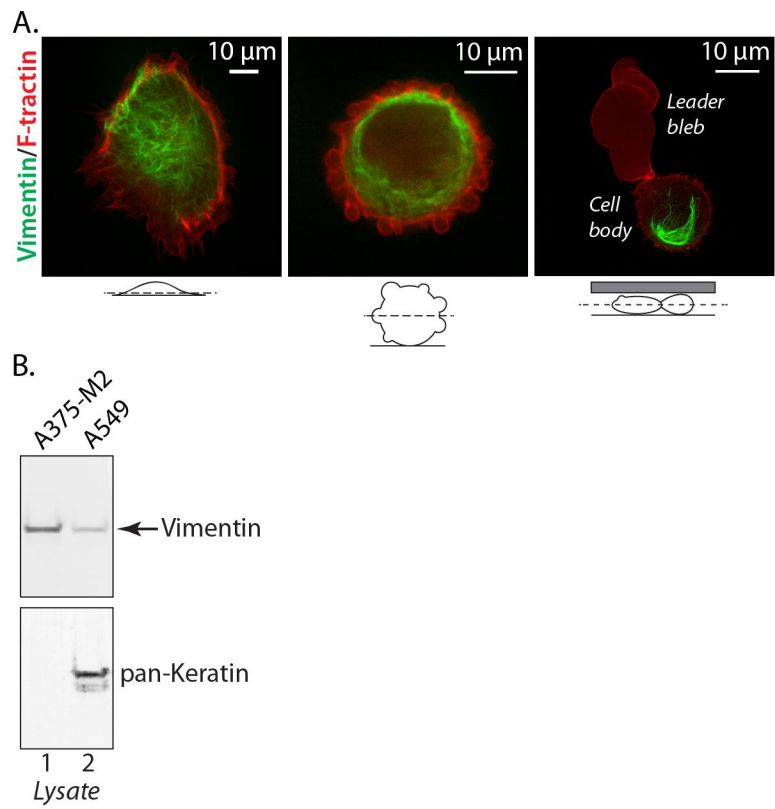 A.
Vimentin/F-tractin
10 μm
10 μm
10 μm
Leader
bleb
Cell
body
B.
A375-M2
A549
Vimentin
pan-Keratin
1 2
Lysate